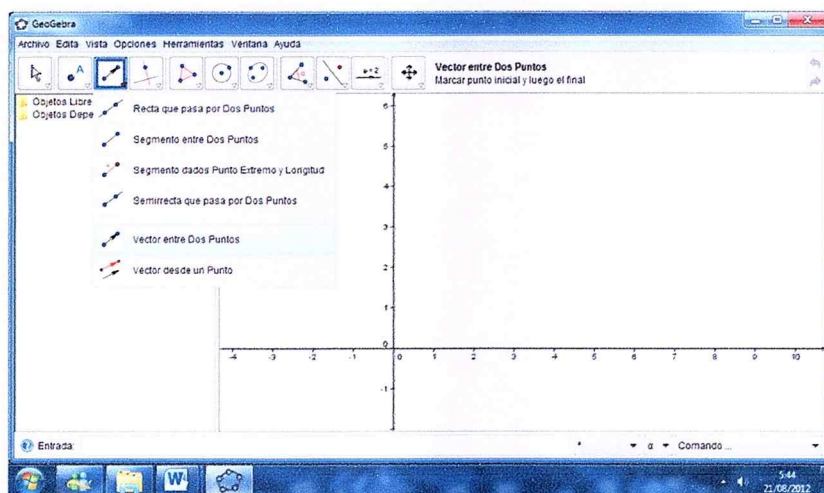 GeoGebra
Archivo Edita Vista Opciones Herramientas Ventana Ayuda
A
a=2
Vector entre Dos Puntos
Marcar punto inicial y luego el final
Objetos Libre
Objetos Depe
Recta que pasa por Dos Puntos
Segmento entre Dos Puntos
Segmento dados Punto Extremo y Longitud
Semirrecta que pasa por Dos Puntos
Vector entre Dos Puntos
Vector desde un Punto
6
5
4
3
2
1
0
-1
-4 -3 -2 -1 0 1 2 3 4 5 6 7 8 9 10
Entrada:
α
Comando ...
W
5:44
21/08/2012